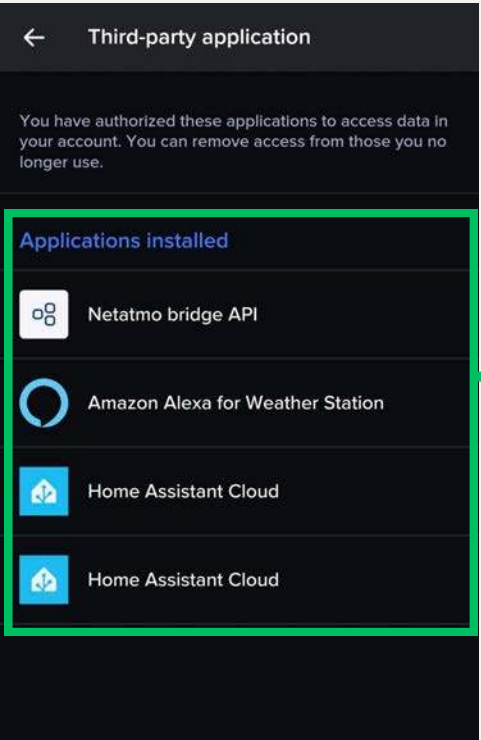 Third-party application
You have authorized these applications to access data in
your account. You can remove access from those you no
longer use.
Applications installed
Netatmo bridge API
Amazon Alexa for Weather Station
Home Assistant Cloud
Home Assistant Cloud